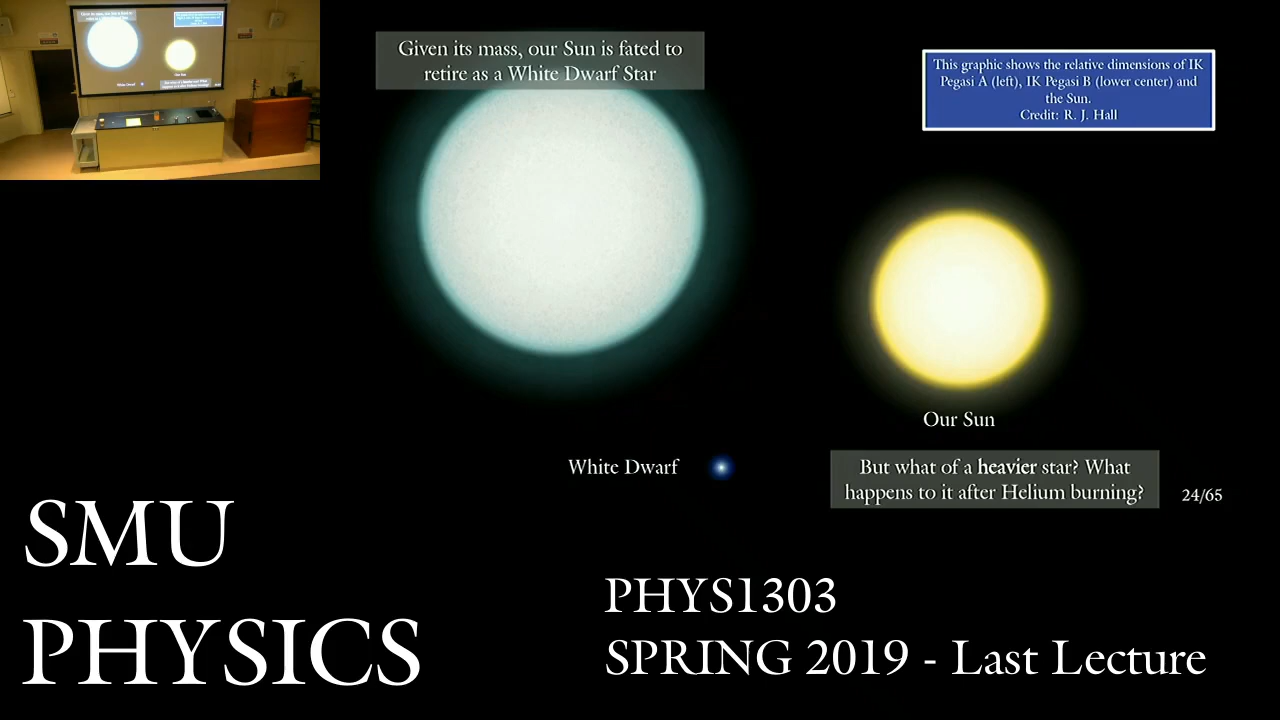 Given its mass, our Sun is fated to
retire as a White Dwarf Star
This graphic shows the relative dimensions of IK
Pegasi A (left), IK Pegasi B (lower center) and
the Sun.
Credit: R. J. Hall
Our Sun
White Dwarf
But what of a heavier star? What
happens to it after Helium burning?
24/65
SMU
PHYSICS
PHYS1303
SPRING 2019 - Last Lecture